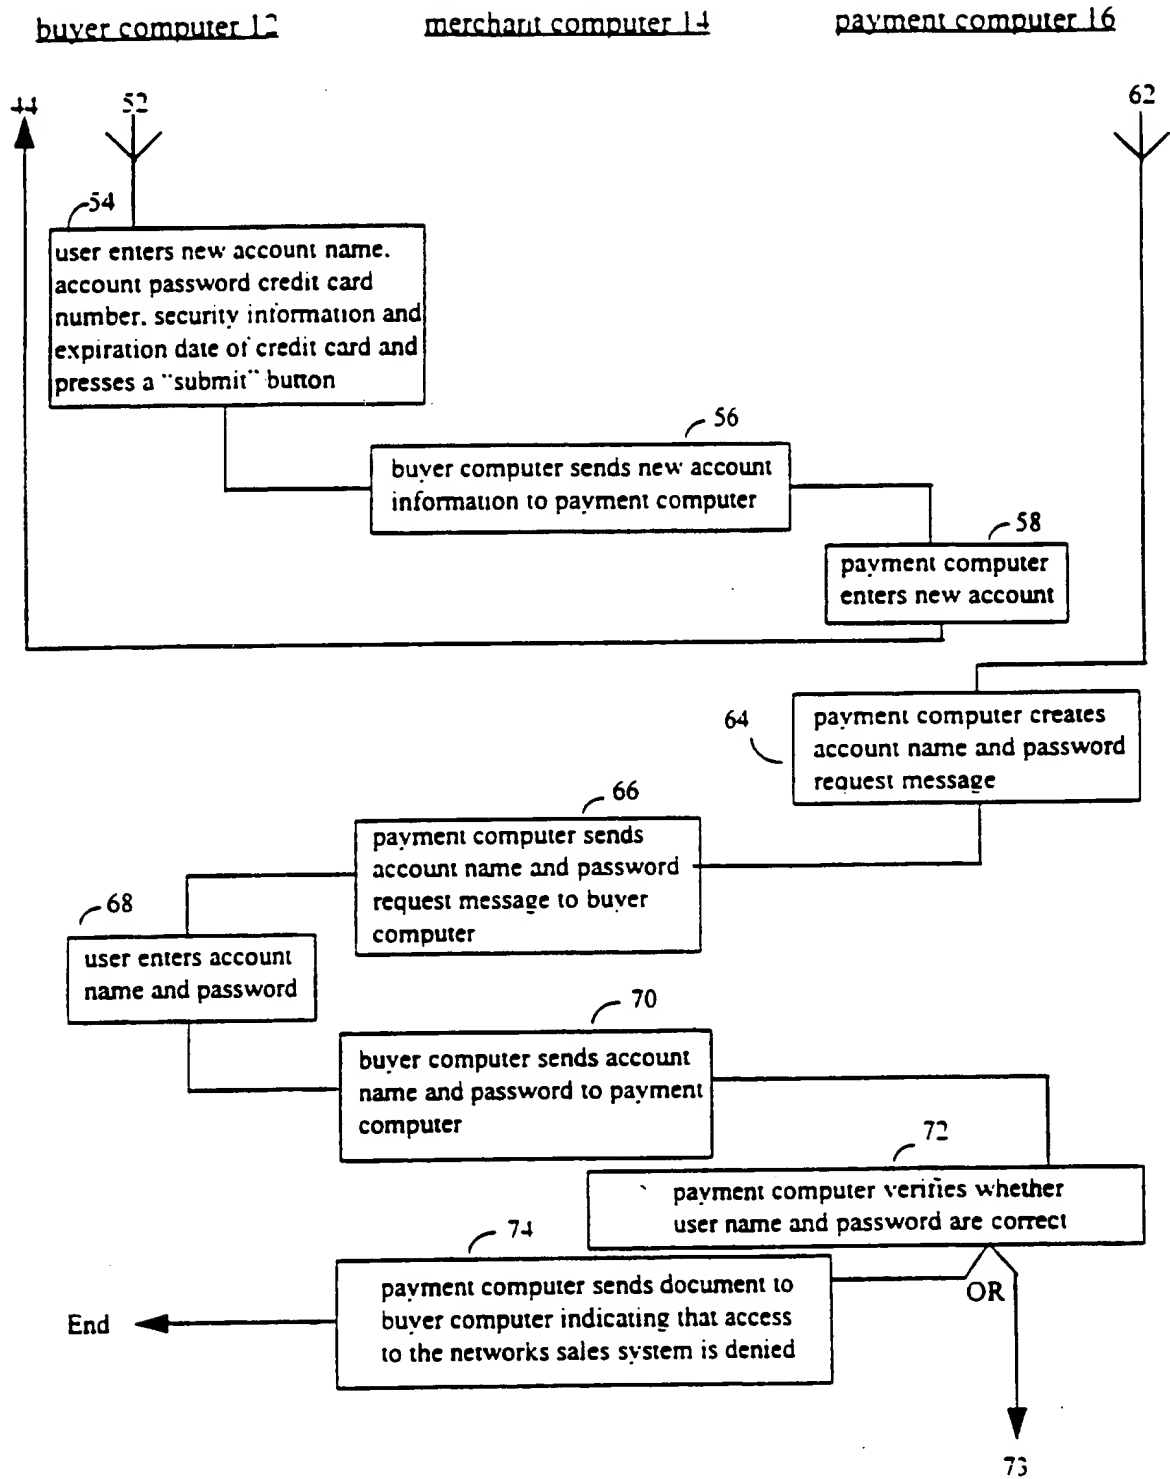 buyer computer 12
merchant computer 14
payment computer 16
44
52
62
54
user enters new account name.
account password credit card
number. security information and
expiration date of credit card and
presses a "submit" button
56
buyer computer sends new account
information to payment computer
58
payment computer
enters new account
64
payment computer creates
account name and password
request message
66
payment computer sends
account name and password
request message to buyer
computer
68
user enters account
name and password
70
buyer computer sends account
name and password to payment
computer
72
payment computer verifies whether
user name and password are correct
74
payment computer sends document to
buyer computer indicating that access
to the networks sales system is denied
OR
End
73